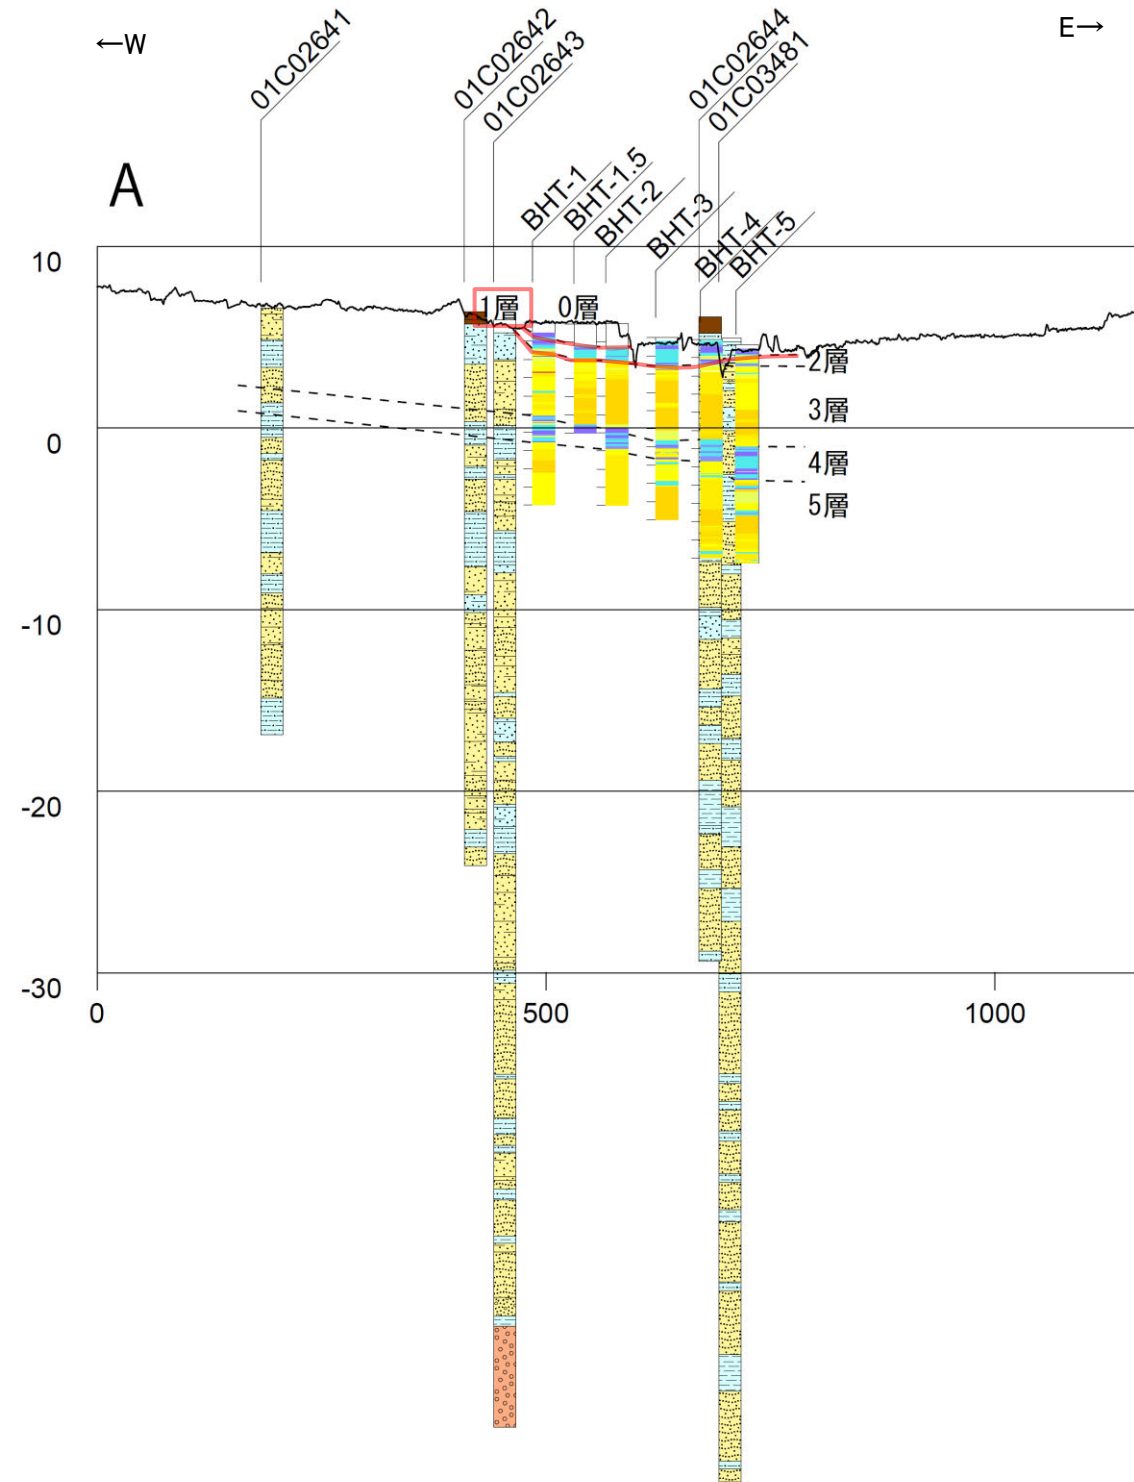 ←W
E→
01C02641
01C02642
01C02643
01C02644
01C03481
A
BHT-1
BHT-1.5
BHT-2
BHT-3
BHT-4
BHT-5
10
1層
0層
2層
3層
0
4層
5層
-10
-20
-30
0
500
1000